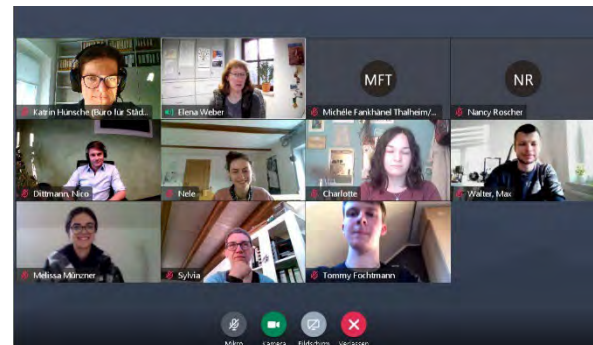 MFT
NR
Katrin Hünsche (Büro für Städ...
Elena Weber
Michéle Fankhänel Thalheim/...
Nancy Roscher
Dittmann, Nico
Nele
Charlotte
Walter, Max
Melissa Münzner
Sylvia
Tommy Fochtmann
Mikro
Kamera
Bildschirm
Verlassen